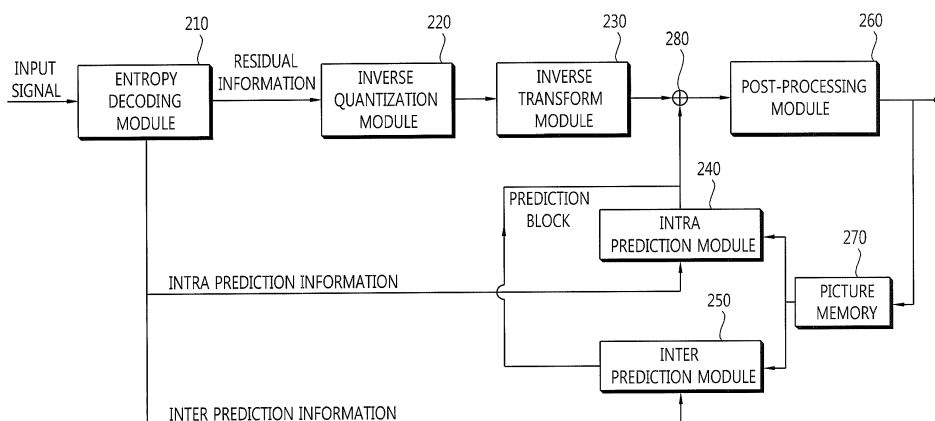 210
220
230
280
260
INPUT
SIGNAL
ENTROPY
DECODING
MODULE
RESIDUAL
INFORMATION
INVERSE
QUANTIZATION
MODULE
INVERSE
TRANSFORM
MODULE
POST-PROCESSING
MODULE
PREDICTION
BLOCK
240
INTRA
PREDICTION MODULE
270
PICTURE
MEMORY
INTRA PREDICTION INFORMATION
250
INTER
PREDICTION MODULE
INTER PREDICTION INFORMATION